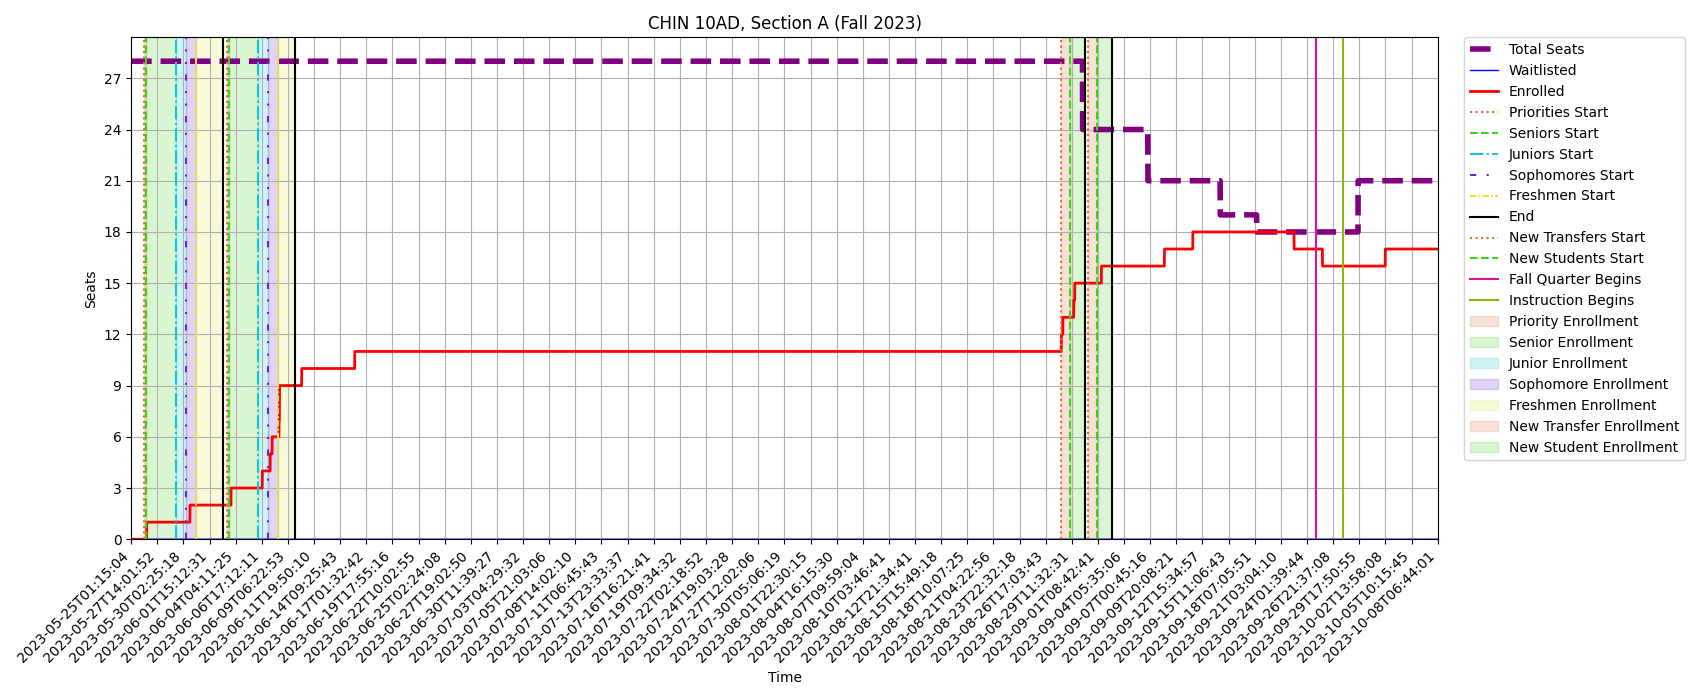 CHIN 10AD, Section A (Fall 2023)
Seats
27
24
21
18
15
12
9
6
3
0
2023-05-25T01:15:04
2023-05-27T14:01:52
2023-05-30T02:25:18
2023-06-01T15:12:31
2023-06-04T04:11:25
2023-06-06T17:12:11
2023-06-09T06:22:53
2023-06-11T19:50:10
2023-06-14T09:25:43
2023-06-17T01:32:42
2023-06-19T17:55:16
2023-06-22T10:02:55
2023-06-25T02:24:08
2023-06-27T19:02:50
2023-06-30T11:39:27
2023-07-03T04:29:32
2023-07-05T21:03:06
2023-07-08T14:02:10
2023-07-11T06:45:43
2023-07-13T23:33:37
2023-07-16T16:21:41
2023-07-19T09:34:32
2023-07-22T02:18:52
2023-07-24T19:03:28
2023-07-27T12:02:06
2023-07-30T05:06:19
2023-08-01T22:30:15
2023-08-04T16:15:30
2023-08-07T09:59:04
2023-08-10T03:46:41
2023-08-12T21:34:41
2023-08-15T15:49:18
2023-08-18T10:07:25
2023-08-21T04:22:56
2023-08-23T22:32:18
2023-08-26T17:03:43
2023-08-29T11:32:31
2023-09-01T08:42:41
2023-09-04T05:35:06
2023-09-07T00:45:16
2023-09-09T20:08:21
2023-09-12T15:34:57
2023-09-15T11:06:43
2023-09-18T07:05:51
2023-09-21T03:04:10
2023-09-24T01:39:44
2023-09-26T21:37:08
2023-09-29T17:50:55
2023-10-02T13:58:08
2023-10-05T10:15:45
2023-10-08T06:44:01
Time
Total Seats
Waitlisted
Enrolled
Priorities Start
Seniors Start
Juniors Start
Sophomores Start
Freshmen Start
End
New Transfers Start
New Students Start
Fall Quarter Begins
Instruction Begins
Priority Enrollment
Senior Enrollment
Junior Enrollment
Sophomore Enrollment
Freshmen Enrollment
New Transfer Enrollment
New Student Enrollment